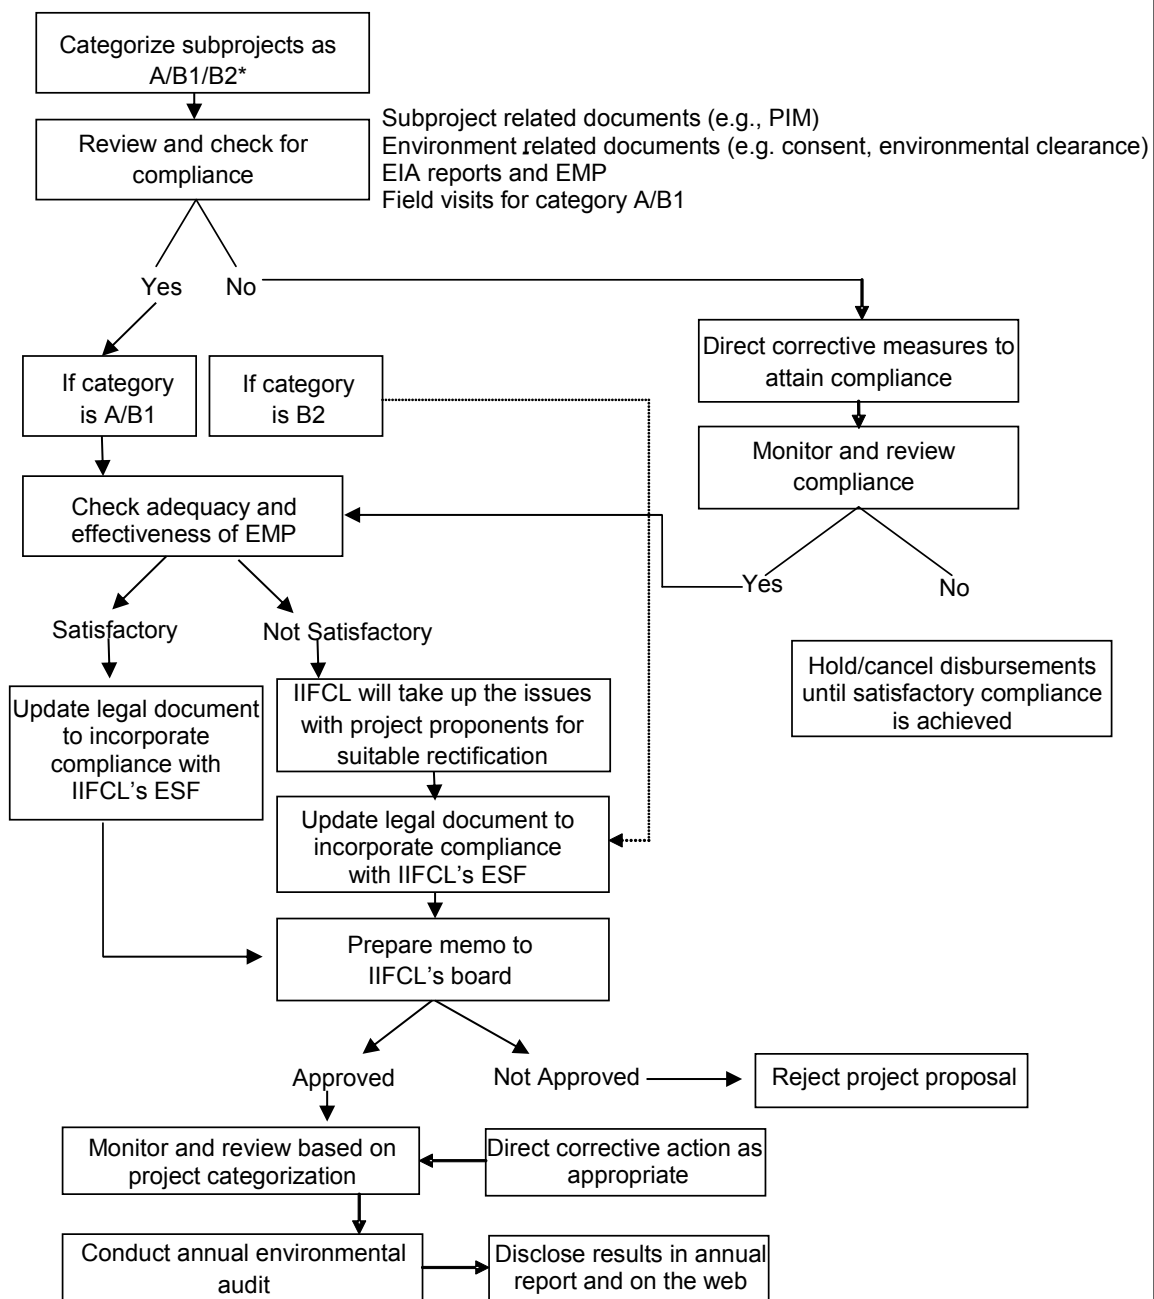 Categorize subprojects as
A/B1/B2*
Review and check for
compliance
Subproject related documents (e.g., PIM)
Environment related documents (e.g. consent, environmental clearance)
EIA reports and EMP
Field visits for category A/B1
Yes
No
Direct corrective measures to
attain compliance
If category
is A/B1
If category
is B2
Monitor and review
compliance
Check adequacy and
effectiveness of EMP
Yes
No
Satisfactory
Not Satisfactory
Hold/cancel disbursements
until satisfactory compliance
is achieved
Update legal document
to incorporate
compliance with
IIFCL's ESF
IIFCL will take up the issues
with project proponents for
suitable rectification
Update legal document to
incorporate compliance
with IIFCL's ESF
Prepare memo to
IIFCL's board
Approved
Not Approved
Reject project proposal
Monitor and review based on
project categorization
Direct corrective action as
appropriate
Conduct annual environmental
audit
Disclose results in annual
report and on the web